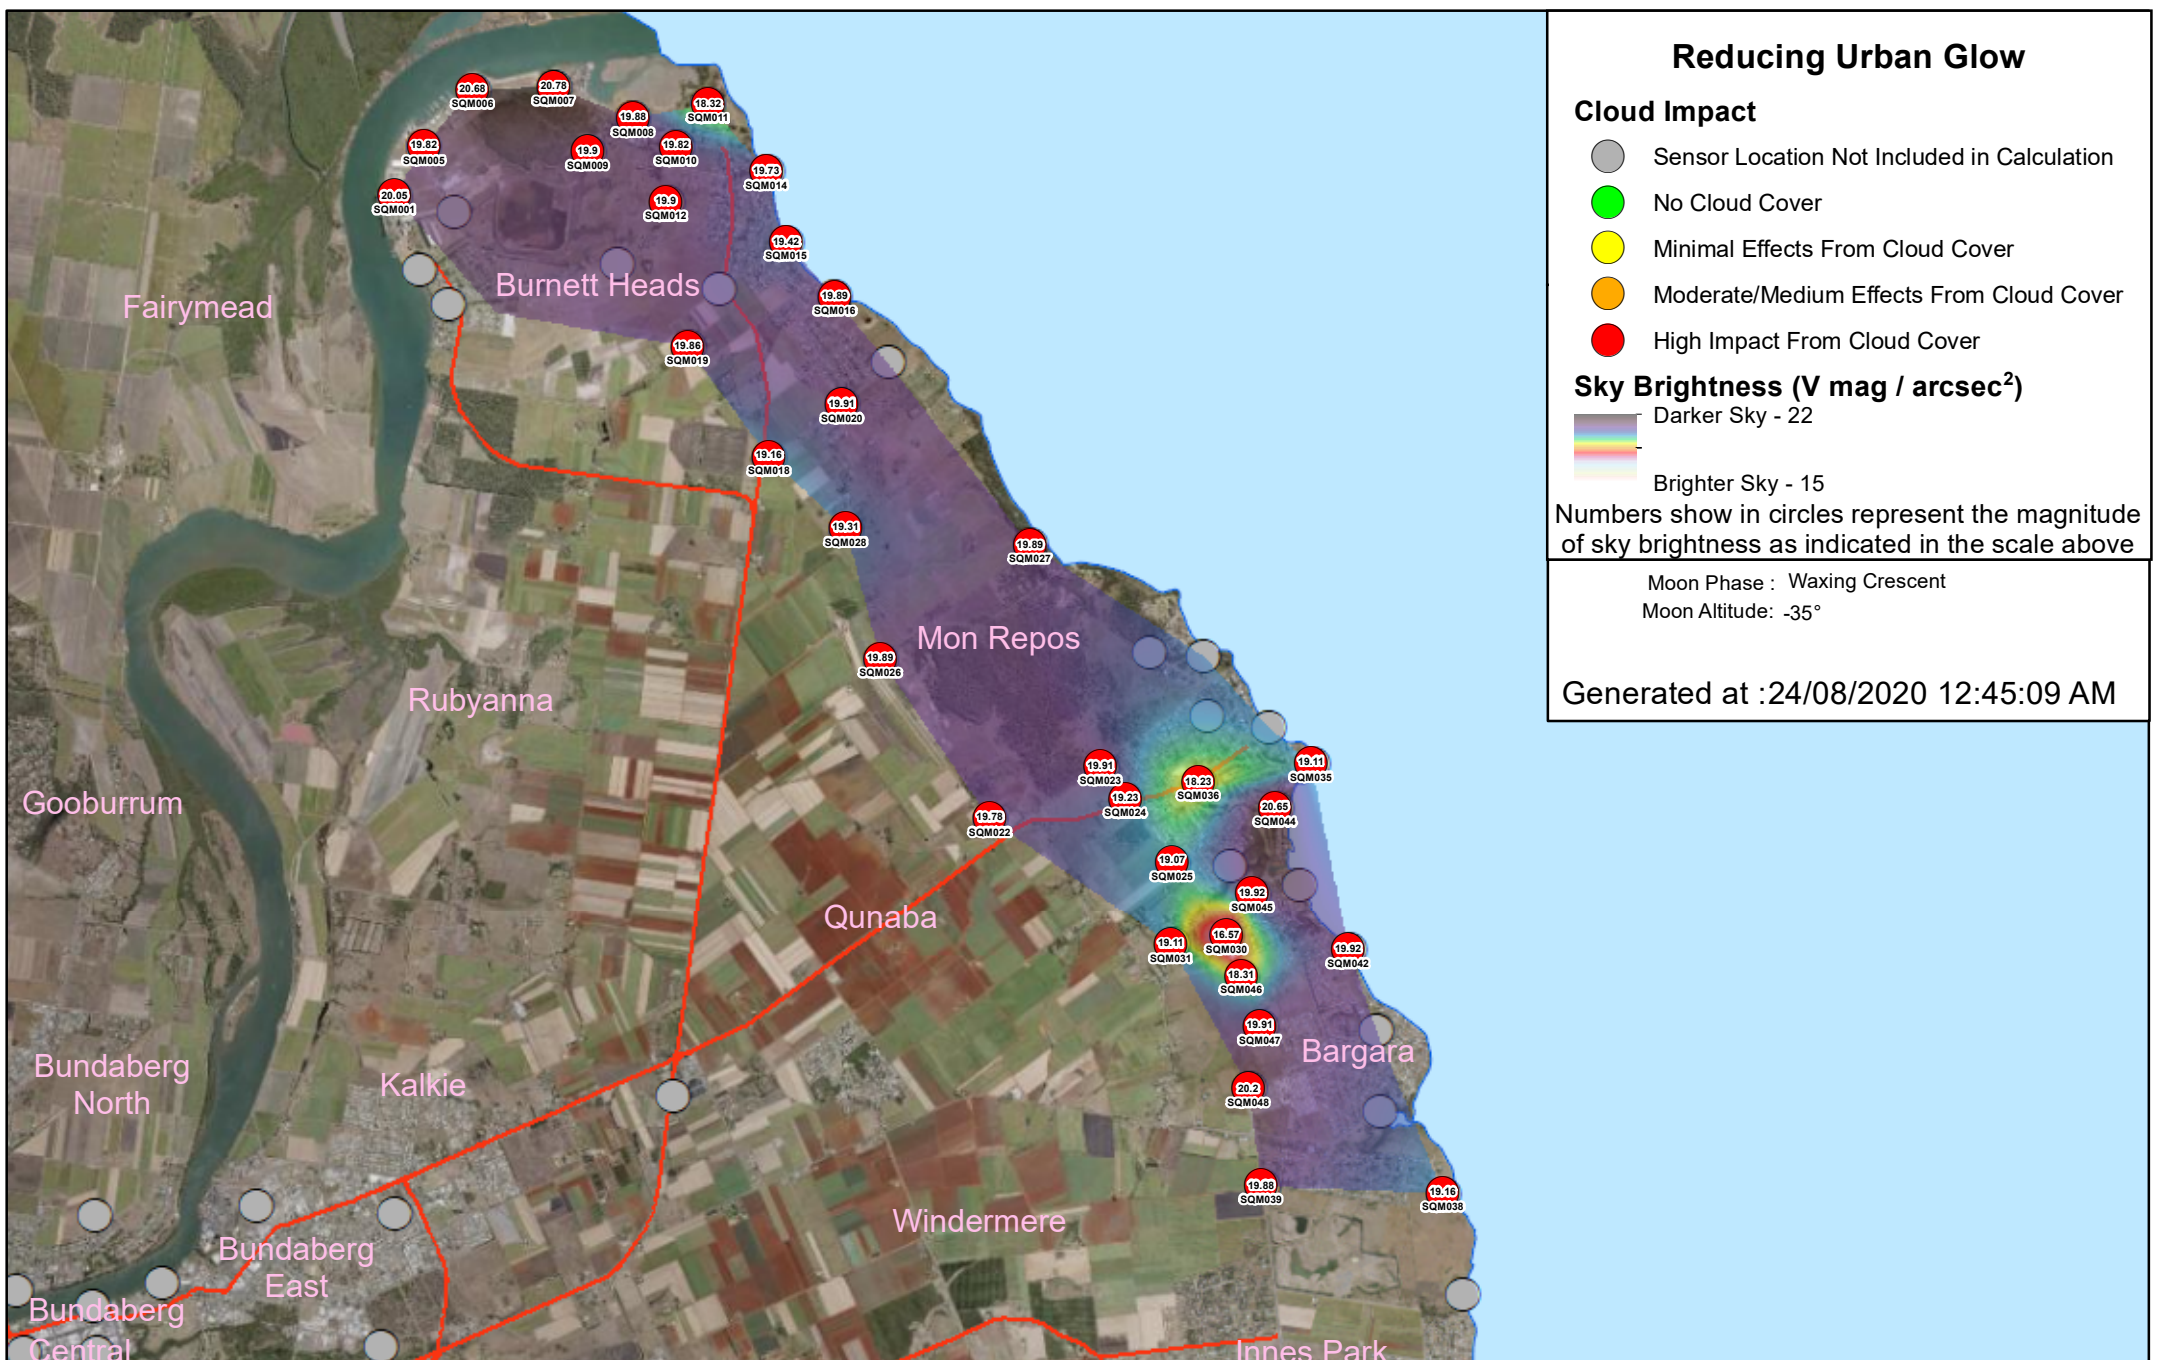 Reducing Urban Glow
Cloud Impact
Sensor Location Not Included in Calculation
No Cloud Cover
Minimal Effects From Cloud Cover
Moderate/Medium Effects From Cloud Cover
High Impact From Cloud Cover
Sky Brightness (V mag / arcsec²)
Darker Sky - 22
Brighter Sky - 15
Numbers show in circles represent the magnitude
of sky brightness as indicated in the scale above
Moon Phase : Waxing Crescent
Moon Altitude: -35°
Generated at :24/08/2020 12:45:09 AM
20.68
SQM006
20.78
SQM007
19.88
SQM008
18.32
SQM011
19.82
SQM005
19.9
SQM009
19.82
SQM010
19.73
SQM014
20.05
SQM001
19.9
SQM012
19.42
SQM015
Burnett Heads
19.89
SQM016
Fairymead
19.86
SQM019
19.91
SQM020
19.16
SQM018
19.31
SQM028
19.89
SQM027
Mon Repos
19.89
SQM026
Rubyanna
19.91
SQM023
18.23
SQM036
19.11
SQM035
19.23
SQM024
20.65
SQM044
Gooburrum
19.78
SQM022
19.07
SQM025
19.92
SQM045
Qunaba
19.11
SQM031
16.57
SQM030
19.92
SQM042
18.31
SQM046
19.91
SQM047
Bargara
Bundaberg
North
Kalkie
20.2
SQM048
19.88
SQM039
19.16
SQM038
Windermere
Bundaberg
East
Bundaberg
Central
Innes Park